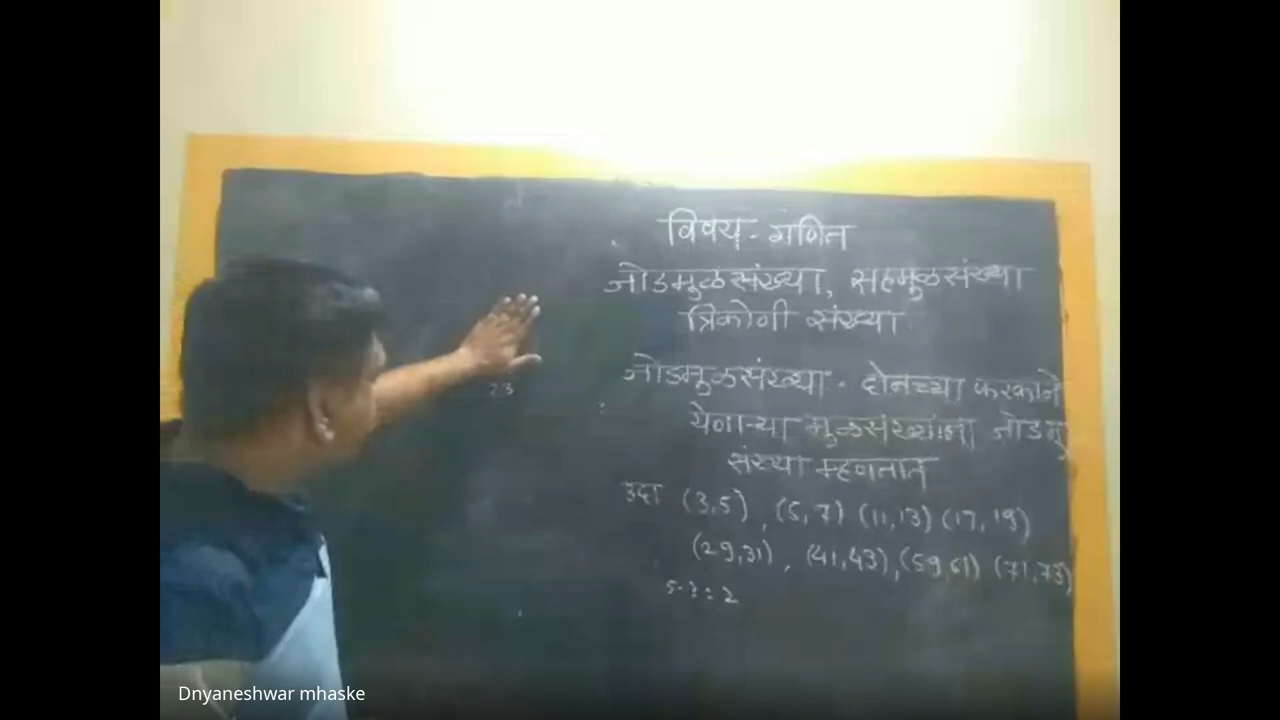 विषय - गणित
जोडमुळसंख्या, सहमुळसंख्या
त्रिकोणी संख्या
जोडमुळसंख्या - दोनच्या फरकाने
येणाऱ्या मुळसंख्यांना जोडमु
संख्या म्हणतात
उदा (3,5), (5,7) (11,13) (17,19)
(29,31), (41,43), (59,61) (71,73)
5-3=2
23
Dnyaneshwar mhaske